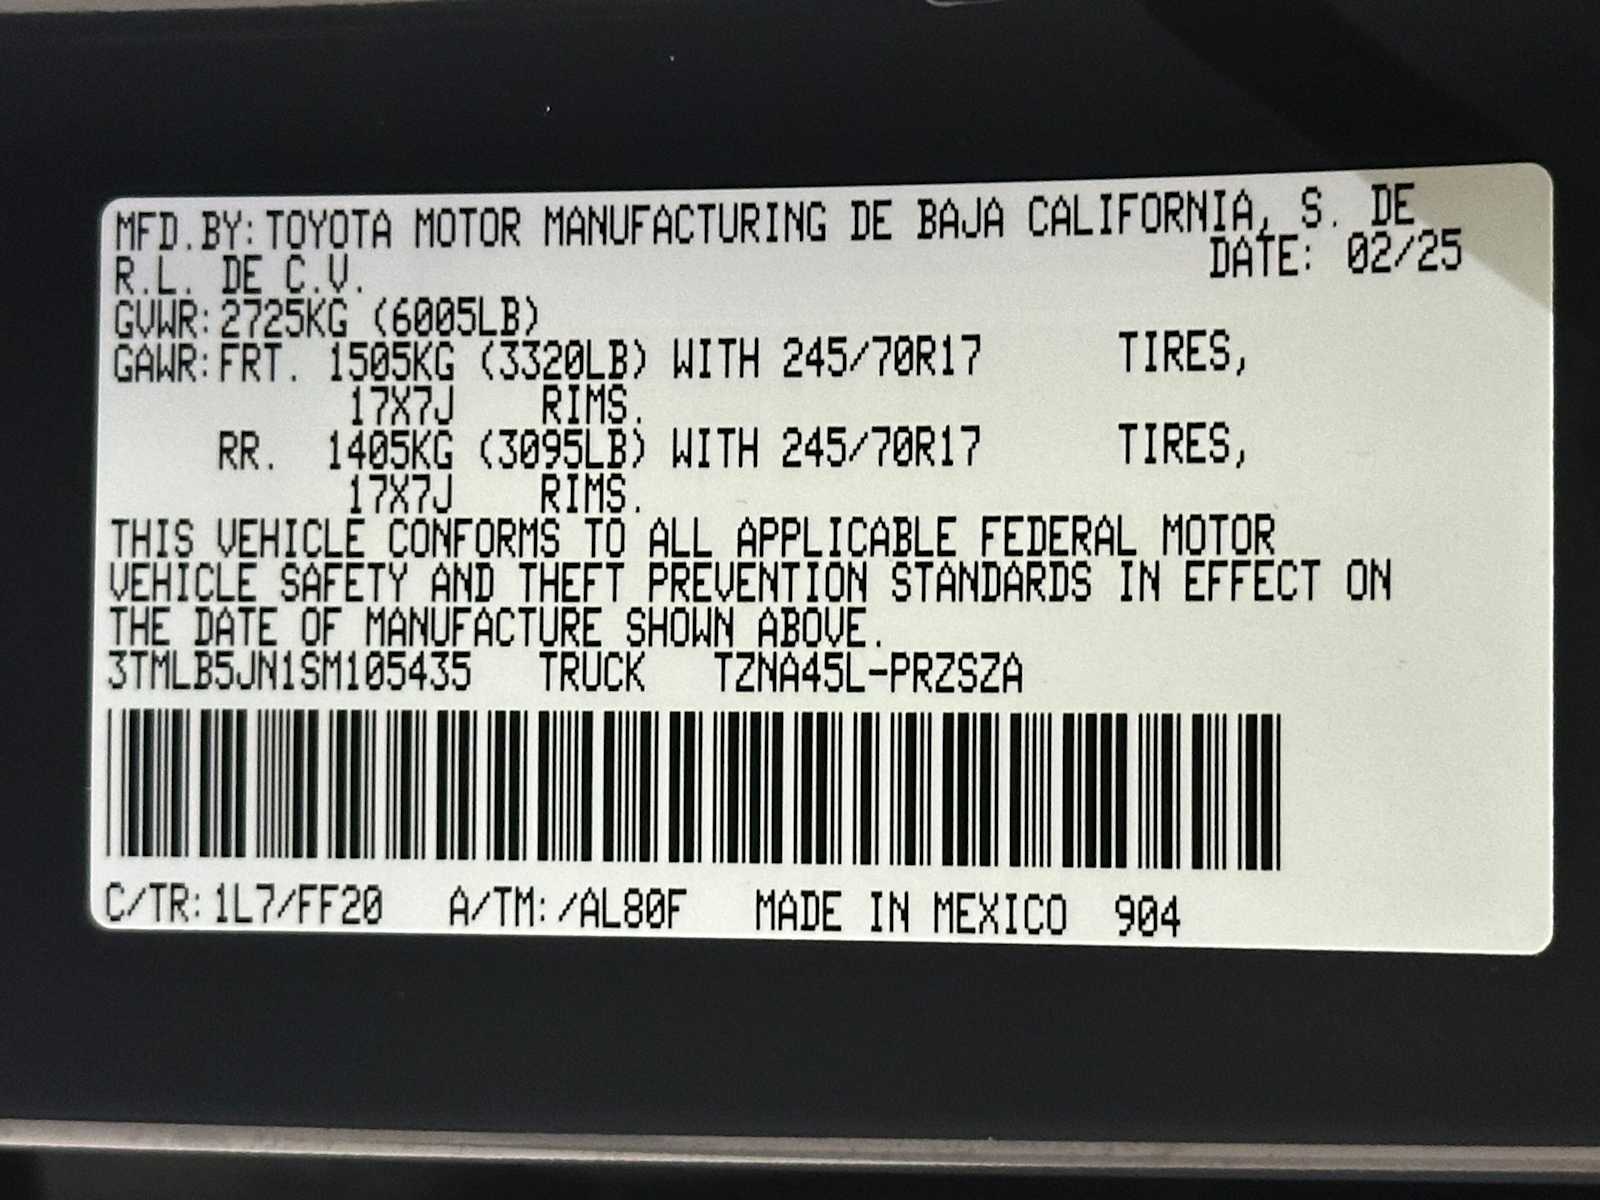 MFD.BY: TOYOTA MOTOR MANUFACTURING DE BAJA CALIFORNIA, S. DE
R.L. DE C.V. DATE: 02/25
GVWR: 2725KG (6005LB)
GAWR: FRT. 1505KG (3320LB) WITH 245/70R17 TIRES,
17X7J RIMS.
RR. 1405KG (3095LB) WITH 245/70R17 TIRES,
17X7J RIMS.
THIS VEHICLE CONFORMS TO ALL APPLICABLE FEDERAL MOTOR
VEHICLE SAFETY AND THEFT PREVENTION STANDARDS IN EFFECT ON
THE DATE OF MANUFACTURE SHOWN ABOVE.
3TMLB5JN1SM105435 TRUCK TZNA45L-PRZSZA
C/TR: 1L7/FF20 A/TM: /AL80F MADE IN MEXICO 904